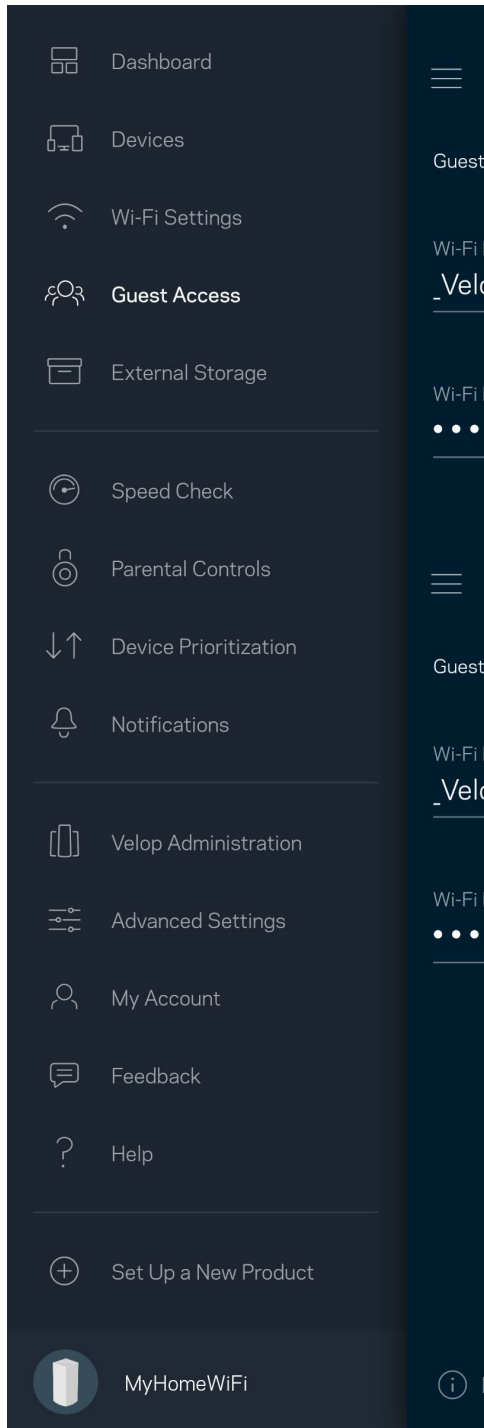 Dashboard
Devices
Wi-Fi Settings
Guest Access
External Storage
Speed Check
Parental Controls
Device Prioritization
Notifications
Velop Administration
Advanced Settings
My Account
Feedback
Help
Set Up a New Product
MyHomeWiFi
Guest
Wi-Fi
_Velo
Wi-Fi
Guest
Wi-Fi
_Velo
Wi-Fi